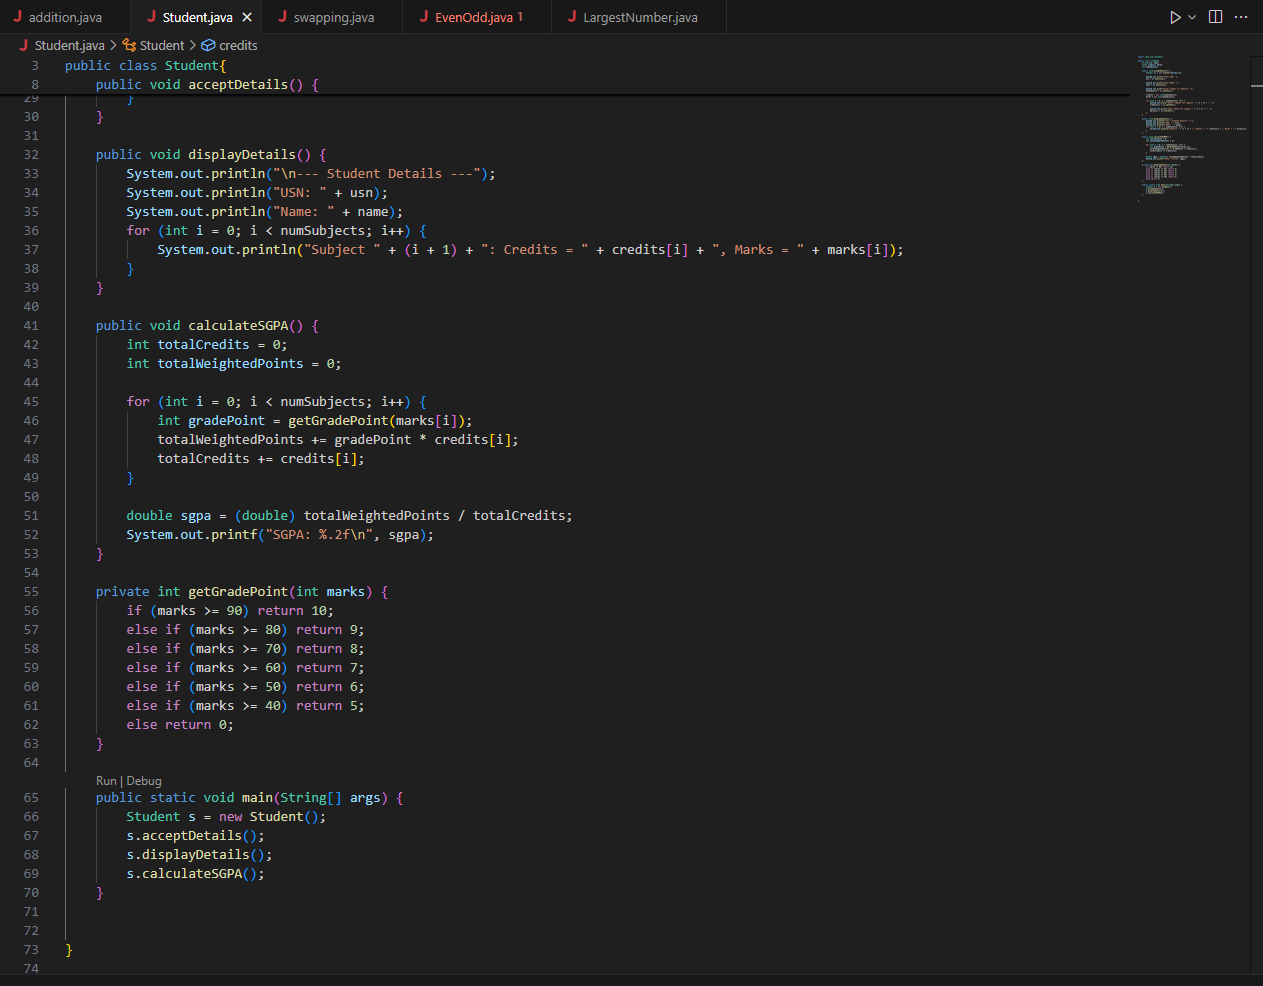 addition.java Student.java swapping.java EvenOdd.java 1 LargestNumber.java
Student.java > Student > credits
3 public class Student{
8 public void acceptDetails() {
29 }
30 }
31
32 public void displayDetails() {
33 System.out.println("\n--- Student Details ---");
34 System.out.println("USN: " + usn);
35 System.out.println("Name: " + name);
36 for (int i = 0; i < numSubjects; i++) {
37 System.out.println("Subject " + (i + 1) + ": Credits = " + credits[i] + ", Marks = " + marks[i]);
38 }
39 }
40
41 public void calculateSGPA() {
42 int totalCredits = 0;
43 int totalWeightedPoints = 0;
44
45 for (int i = 0; i < numSubjects; i++) {
46 int gradePoint = getGradePoint(marks[i]);
47 totalWeightedPoints += gradePoint * credits[i];
48 totalCredits += credits[i];
49 }
50
51 double sgpa = (double) totalWeightedPoints / totalCredits;
52 System.out.printf("SGPA: %.2f\n", sgpa);
53 }
54
55 private int getGradePoint(int marks) {
56 if (marks >= 90) return 10;
57 else if (marks >= 80) return 9;
58 else if (marks >= 70) return 8;
59 else if (marks >= 60) return 7;
60 else if (marks >= 50) return 6;
61 else if (marks >= 40) return 5;
62 else return 0;
63 }
64
Run | Debug
65 public static void main(String[] args) {
66 Student s = new Student();
67 s.acceptDetails();
68 s.displayDetails();
69 s.calculateSGPA();
70 }
71
72
73 }
74